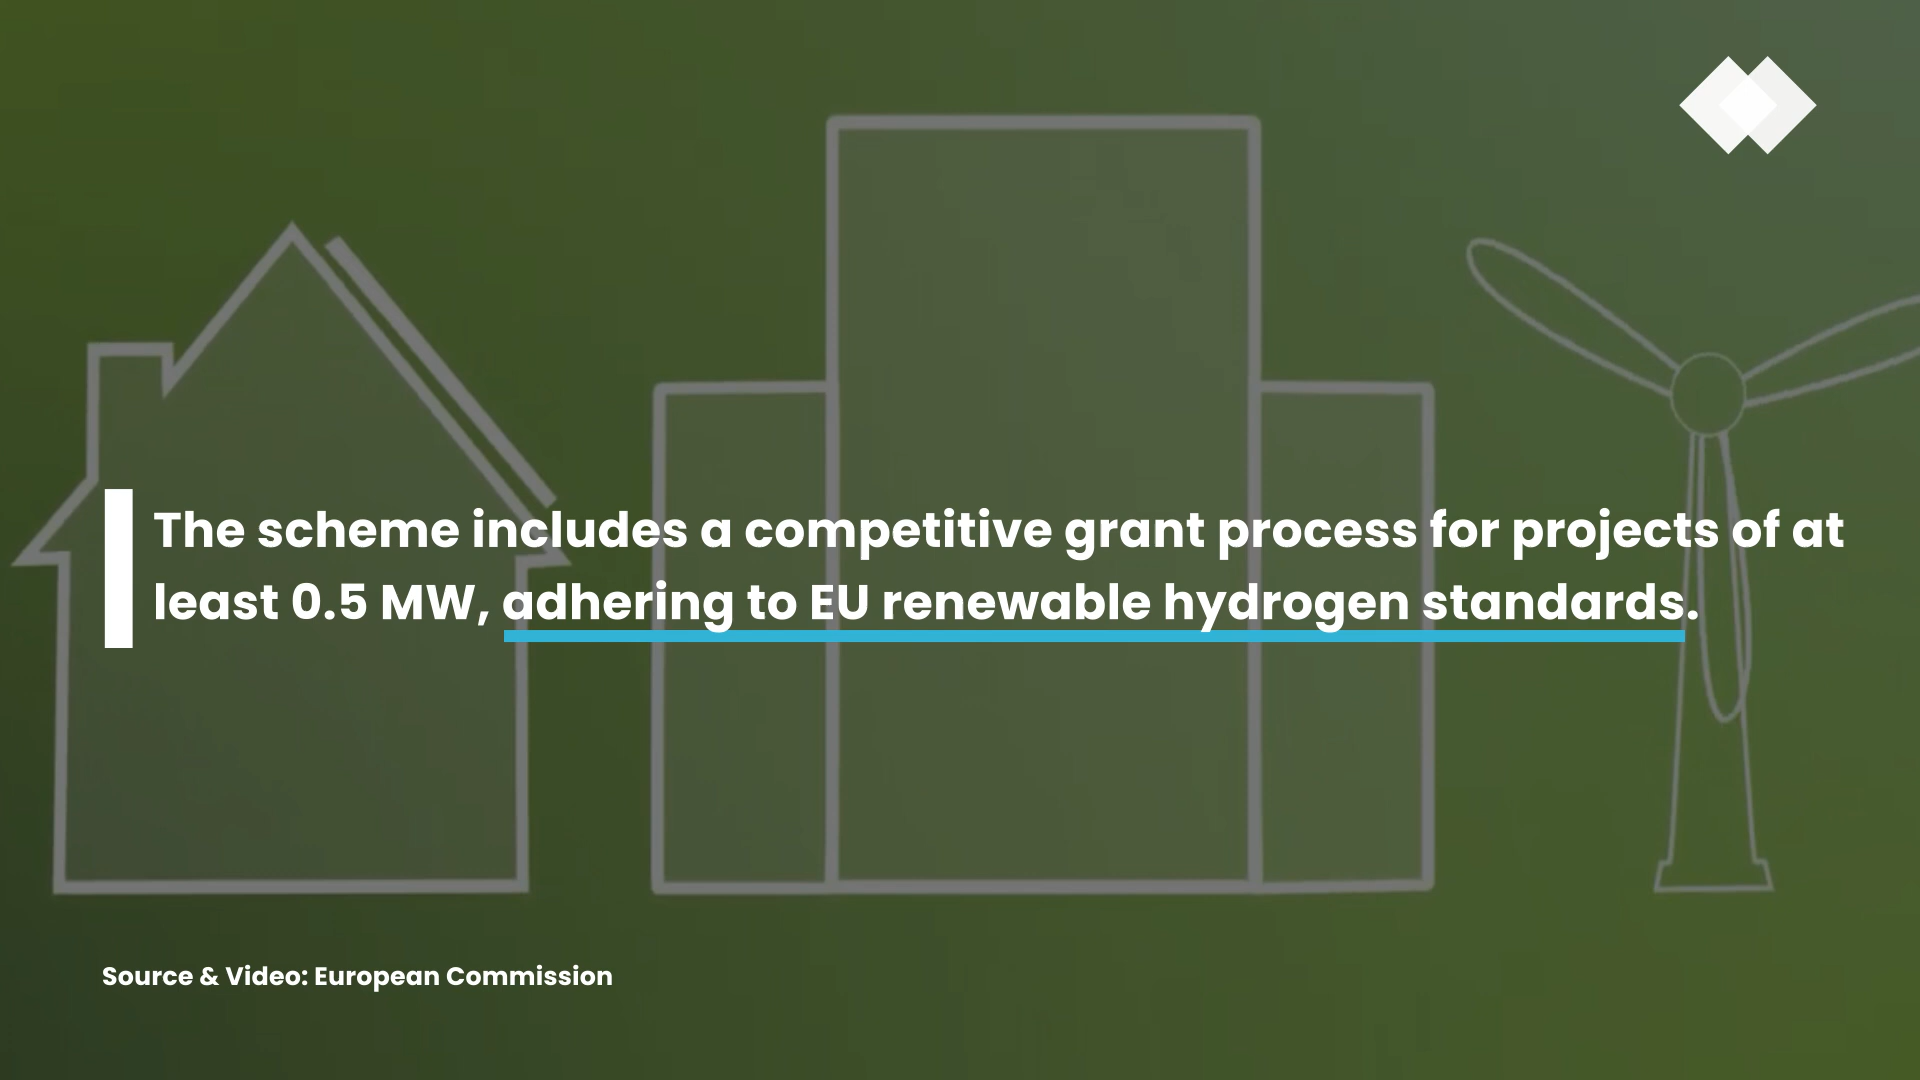 The scheme includes a competitive grant process for projects of at
least 0.5 MW, adhering to EU renewable hydrogen standards.
Source & Video: European Commission